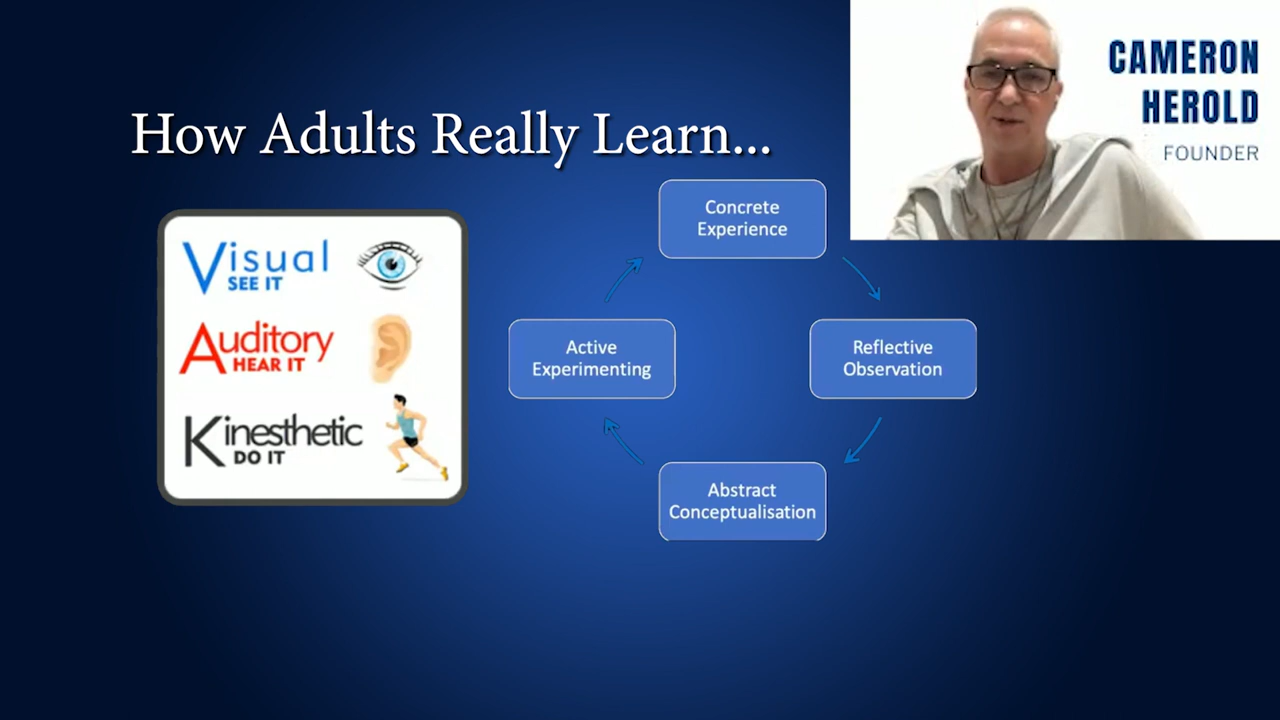 How Adults Really Learn...
CAMERON
HEROLD
FOUNDER
Visual
SEE IT
Auditory
HEAR IT
Kinesthetic
DO IT
Concrete
Experience
Active
Experimenting
Reflective
Observation
Abstract
Conceptualisation